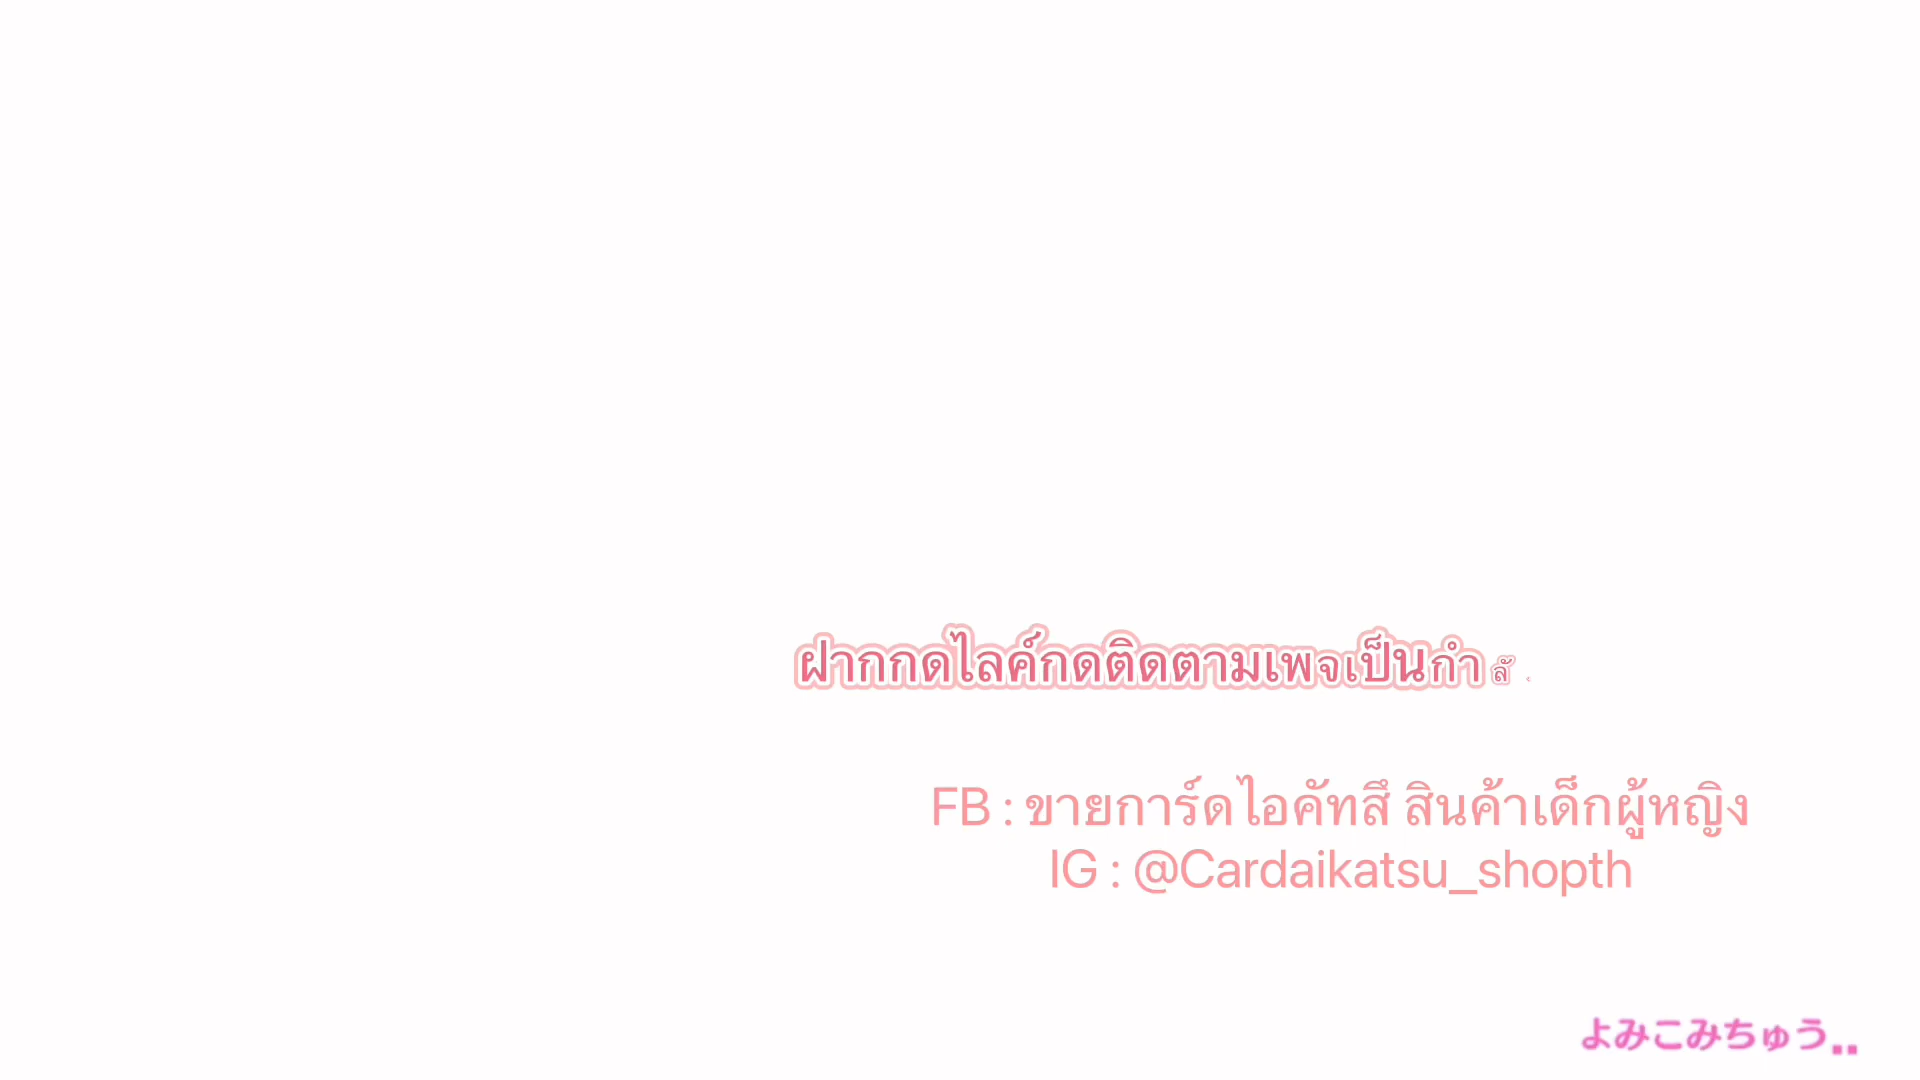 ฝากกดไลค์กดติดตามเพจเป็นกำลั
FB : ขายการ์ดไอคัทสึ สินค้าเด็กผู้หญิง
IG : @Cardaikatsu_shopth
よみこみちゅう..